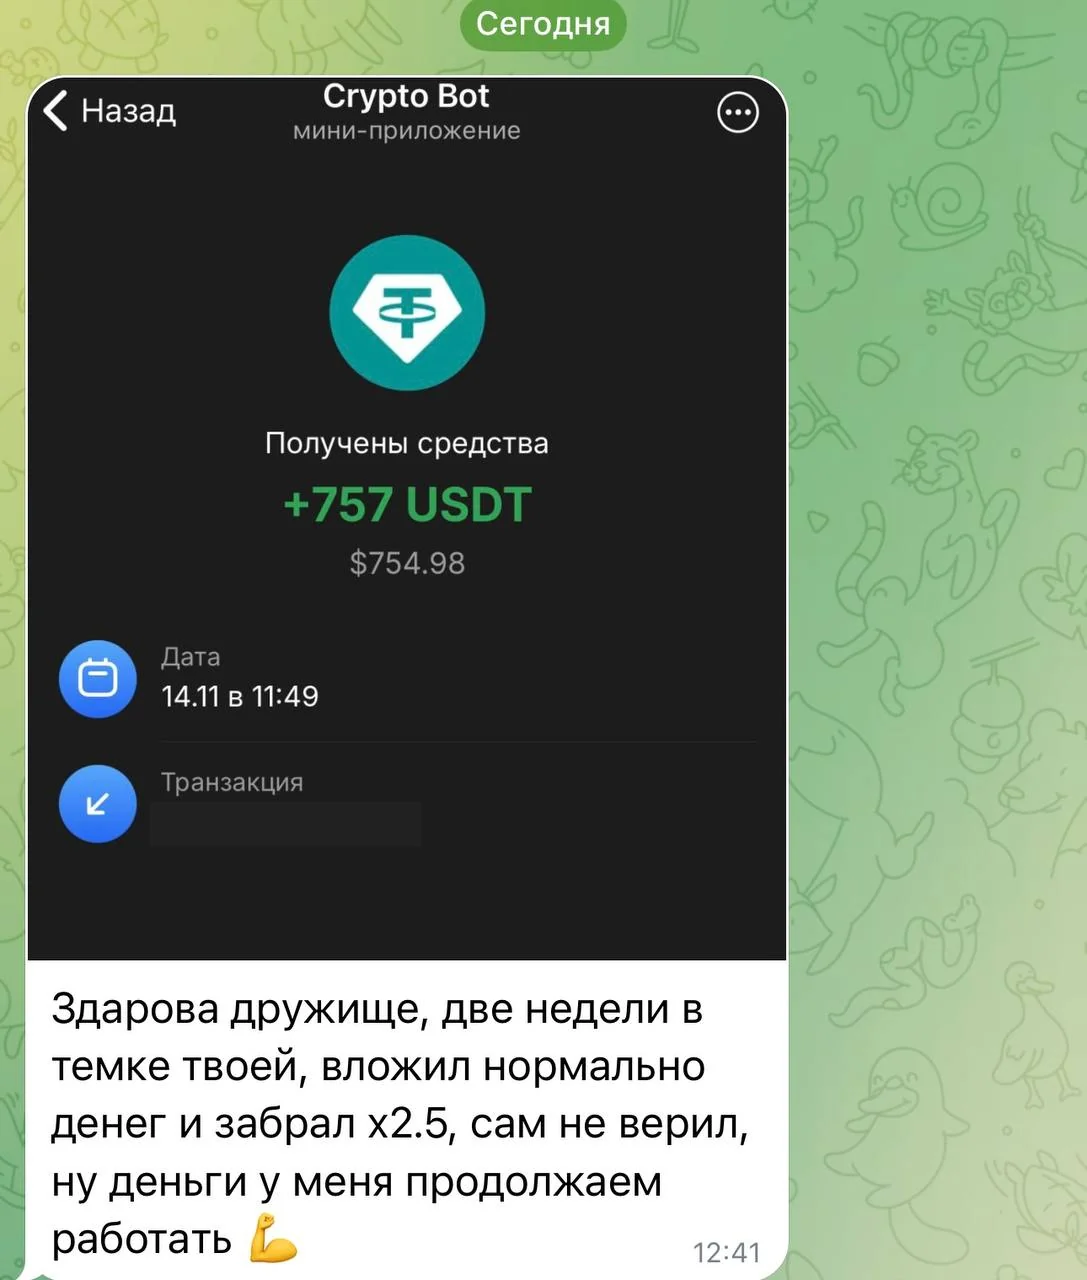 Сегодня
Назад
Crypto Bot
мини-приложение
Получены средства
+757 USDT
$754.98
Дата
14.11 в 11:49
Транзакция
Здарова дружище, две недели в
темке твоей, вложил нормально
денег и забрал х2.5, сам не верил,
ну деньги у меня продолжаем
работать 💪
12:41